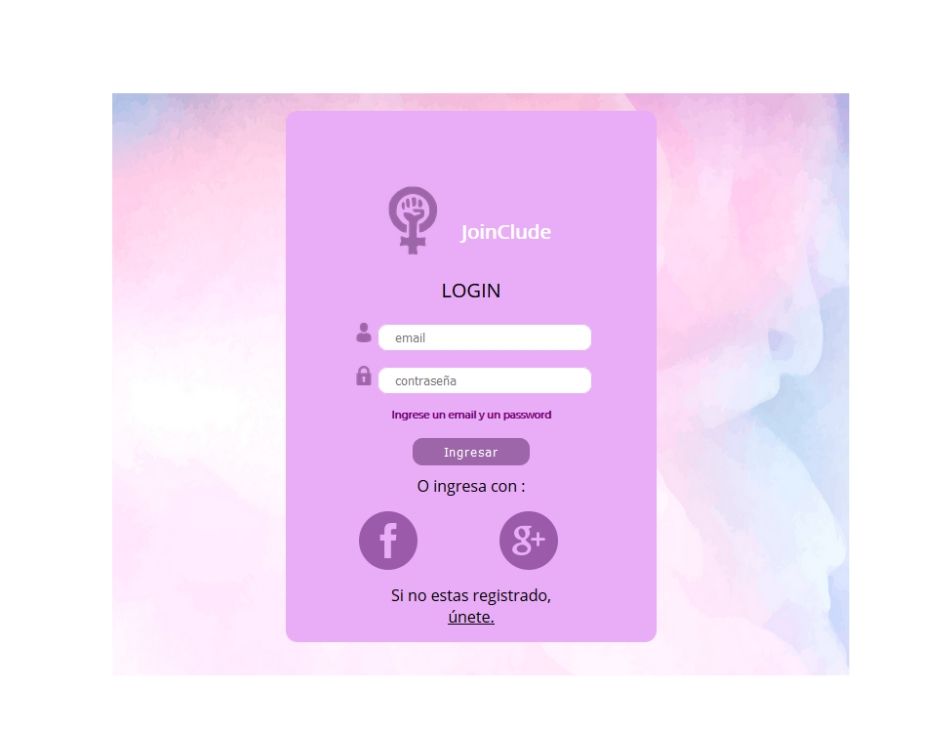 JoinClude
LOGIN
email
contraseña
Ingrese un email y un password
Ingresar
O ingresa con :
f
g+
Si no estas registrado,
únete.